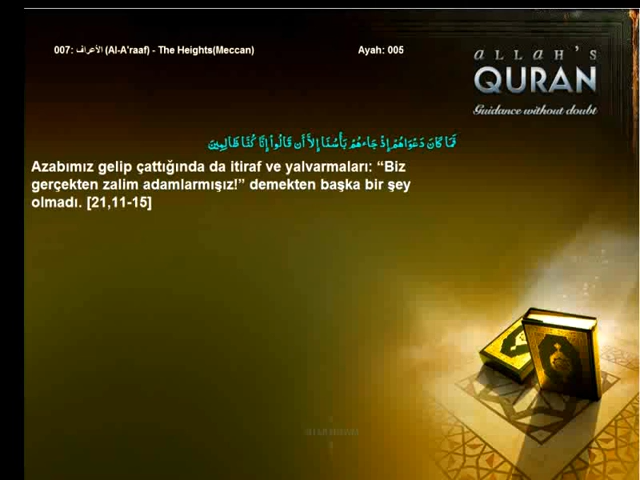 007: الأعراف (Al-A'raaf) - The Heights(Meccan) Ayah: 005
ALLAH'S
QURAN
Guidance without doubt
فَمَا كَانَ دَعْوَاهُمْ إِذْ جَاءهُمْ بَأْسُنَا إِلاَّ أَن قَالُواْ إِنَّا كُنَّا ظَالِمِينَ
Azabımız gelip çattığında da itiraf ve yalvarmaları: “Biz
gerçekten zalim adamlarmışız!” demekten başka bir şey
olmadı. [21,11-15]